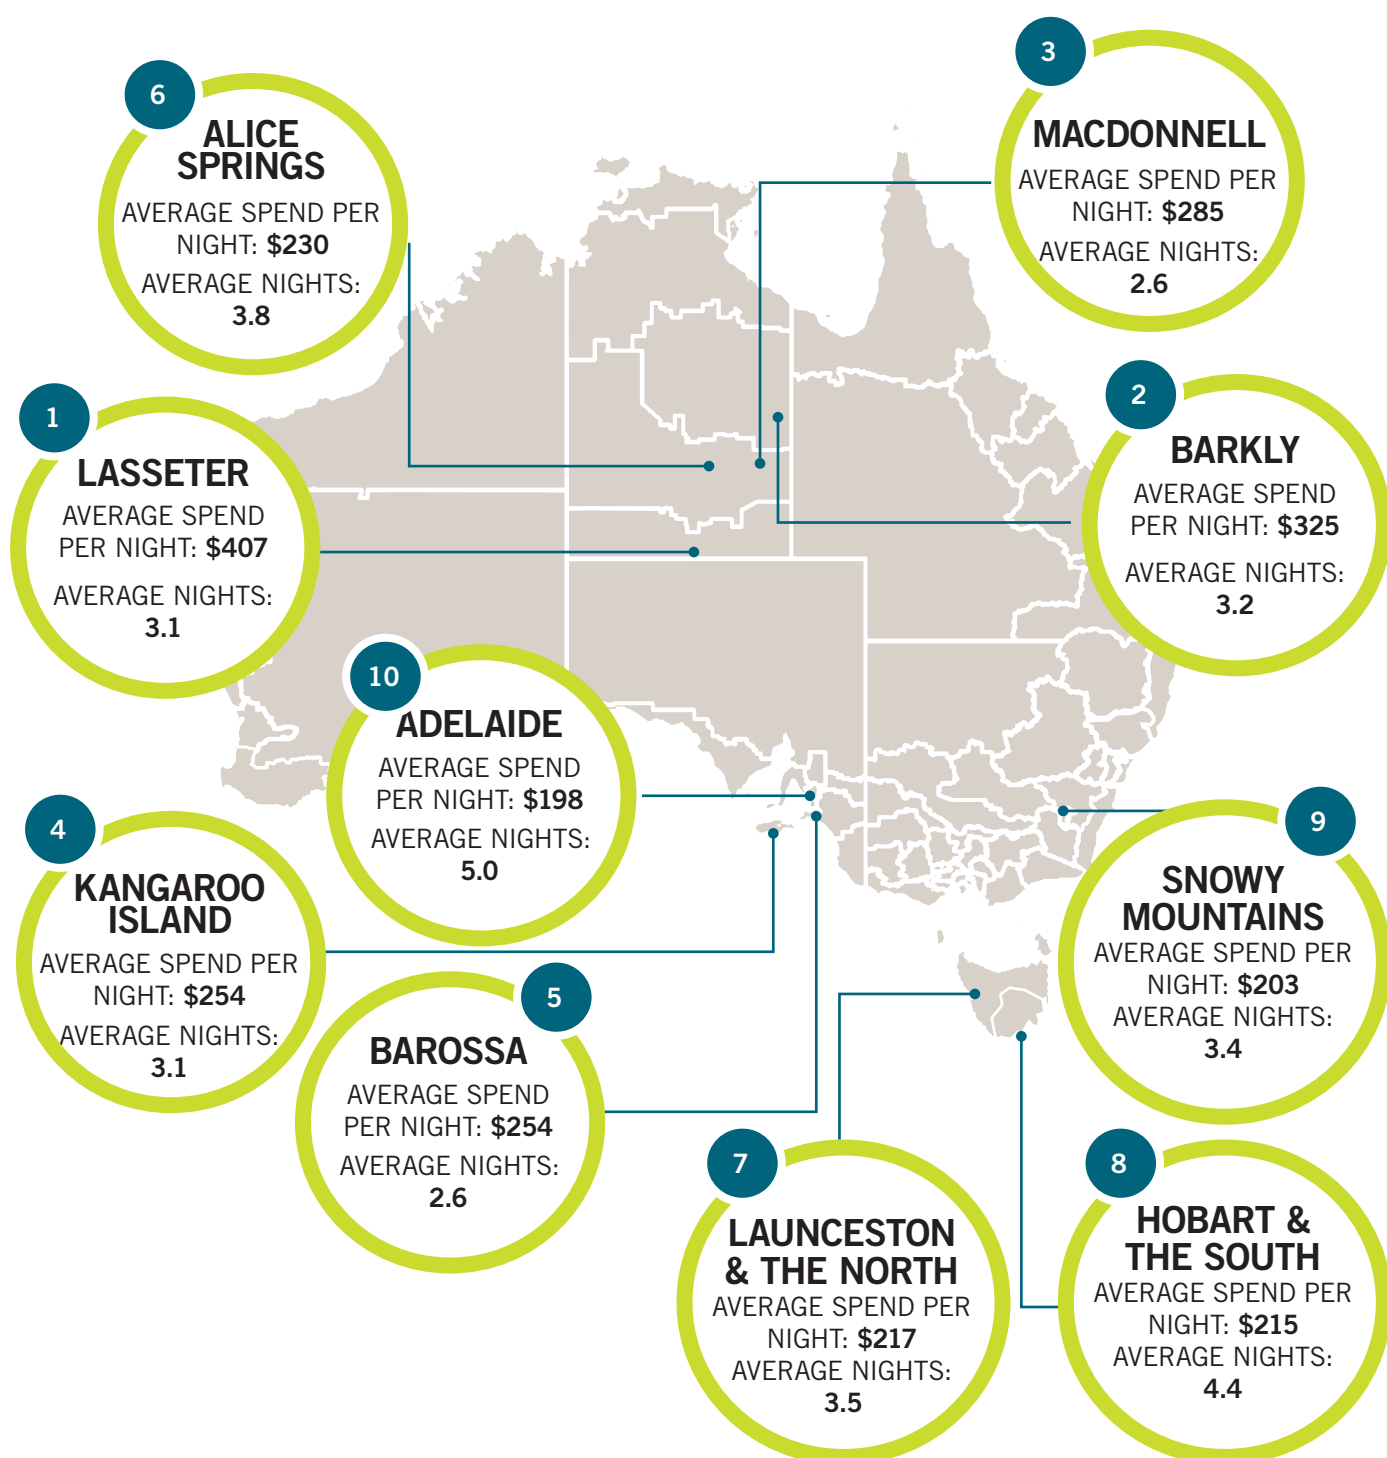 6
ALICE
SPRINGS
AVERAGE SPEND PER
NIGHT: $230
AVERAGE NIGHTS:
3.8
3
MACDONNELL
AVERAGE SPEND PER
NIGHT: $285
AVERAGE NIGHTS:
2.6
1
LASSETER
AVERAGE SPEND
PER NIGHT: $407
AVERAGE NIGHTS:
3.1
2
BARKLY
AVERAGE SPEND
PER NIGHT: $325
AVERAGE NIGHTS:
3.2
10
ADELAIDE
AVERAGE SPEND
PER NIGHT: $198
AVERAGE NIGHTS:
5.0
4
KANGAROO
ISLAND
AVERAGE SPEND PER
NIGHT: $254
AVERAGE NIGHTS:
3.1
9
SNOWY
MOUNTAINS
AVERAGE SPEND PER
NIGHT: $203
AVERAGE NIGHTS:
3.4
5
BAROSSA
AVERAGE SPEND
PER NIGHT: $254
AVERAGE NIGHTS:
2.6
7
LAUNCESTON
& THE NORTH
AVERAGE SPEND PER
NIGHT: $217
AVERAGE NIGHTS:
3.5
8
HOBART &
THE SOUTH
AVERAGE SPEND PER
NIGHT: $215
AVERAGE NIGHTS:
4.4